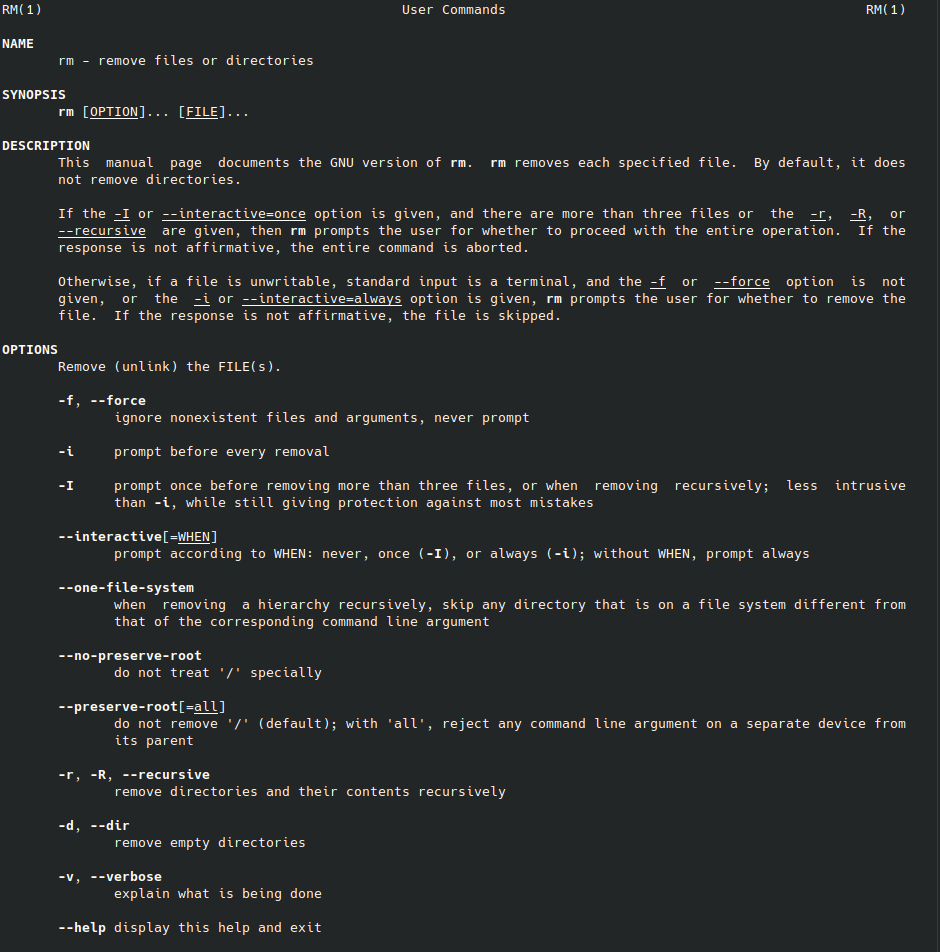 RM(1) User Commands RM(1)
NAME
rm - remove files or directories
SYNOPSIS
rm [OPTION]... [FILE]...
DESCRIPTION
This manual page documents the GNU version of rm. rm removes each specified file. By default, it does
not remove directories.
If the -I or --interactive=once option is given, and there are more than three files or the -r, -R, or
--recursive are given, then rm prompts the user for whether to proceed with the entire operation. If the
response is not affirmative, the entire command is aborted.
Otherwise, if a file is unwritable, standard input is a terminal, and the -f or --force option is not
given, or the -i or --interactive=always option is given, rm prompts the user for whether to remove the
file. If the response is not affirmative, the file is skipped.
OPTIONS
Remove (unlink) the FILE(s).
-f, --force
ignore nonexistent files and arguments, never prompt
-i prompt before every removal
-I prompt once before removing more than three files, or when removing recursively; less intrusive
than -i, while still giving protection against most mistakes
--interactive[=WHEN]
prompt according to WHEN: never, once (-I), or always (-i); without WHEN, prompt always
--one-file-system
when removing a hierarchy recursively, skip any directory that is on a file system different from
that of the corresponding command line argument
--no-preserve-root
do not treat '/' specially
--preserve-root[=all]
do not remove '/' (default); with 'all', reject any command line argument on a separate device from
its parent
-r, -R, --recursive
remove directories and their contents recursively
-d, --dir
remove empty directories
-v, --verbose
explain what is being done
--help display this help and exit